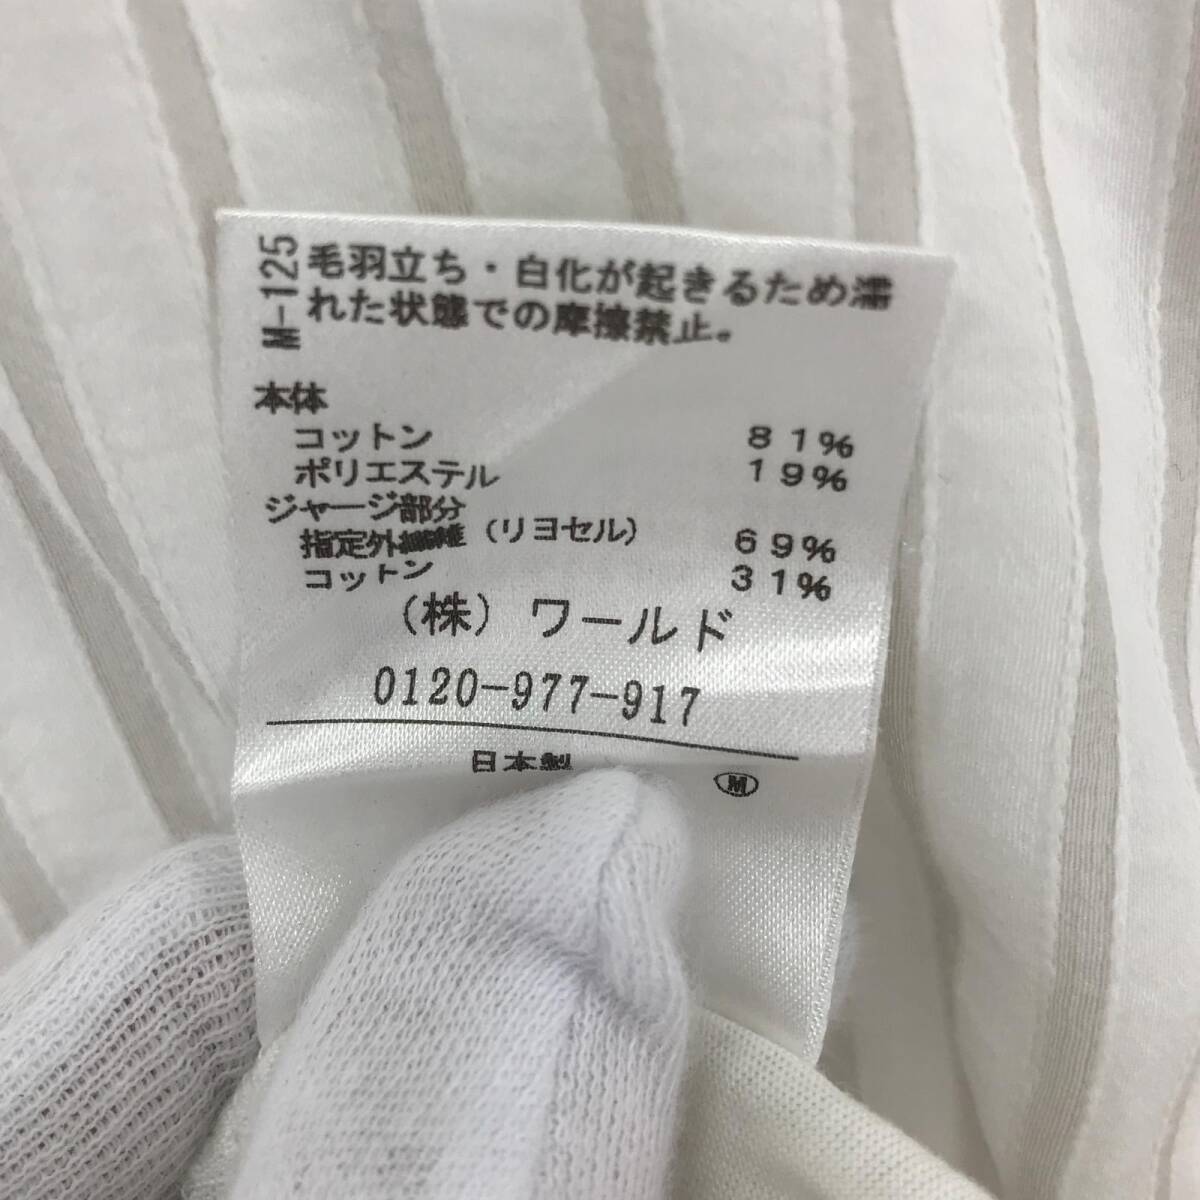 M-125
毛羽立ち・白化が起きるため濡
れた状態での摩擦禁止。
本体
コットン 81%
ポリエステル 19%
ジャージ部分
指定外繊維(リヨセル) 69%
コットン 31%
(株)ワールド
0120-977-917
日本製
M